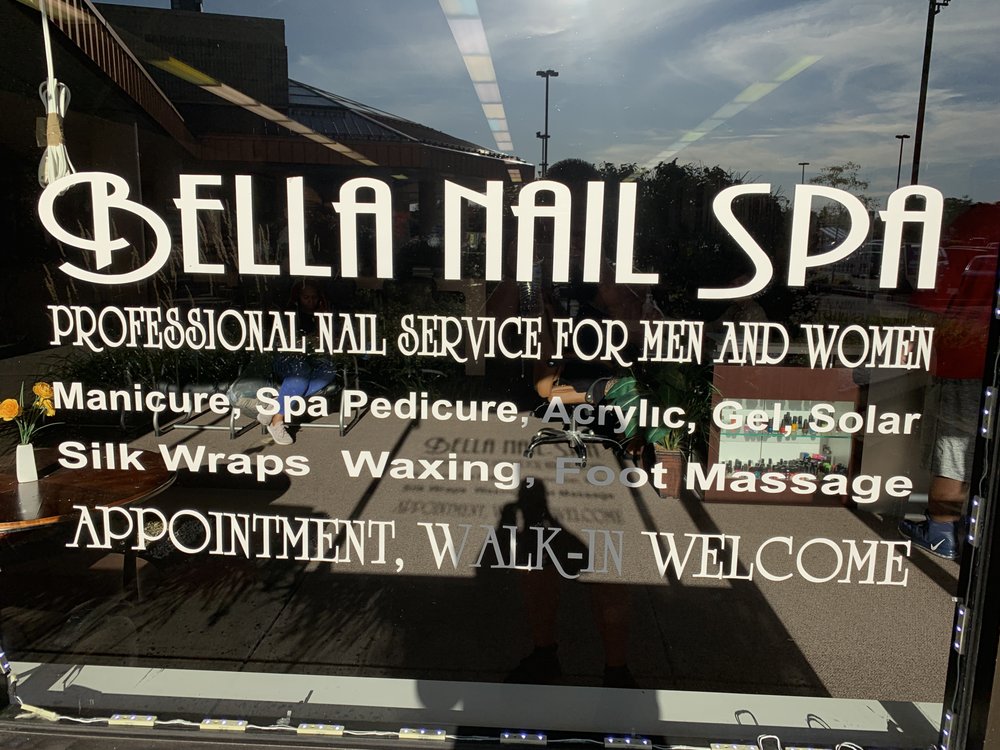 BELLA NAIL SPA
PROFESSIONAL NAIL SERVICE FOR MEN AND WOMEN
Manicure, Spa Pedicure, Acrylic, Gel, Solar
Silk Wraps Waxing, Foot Massage
APPOINTMENT, WALK-IN WELCOME